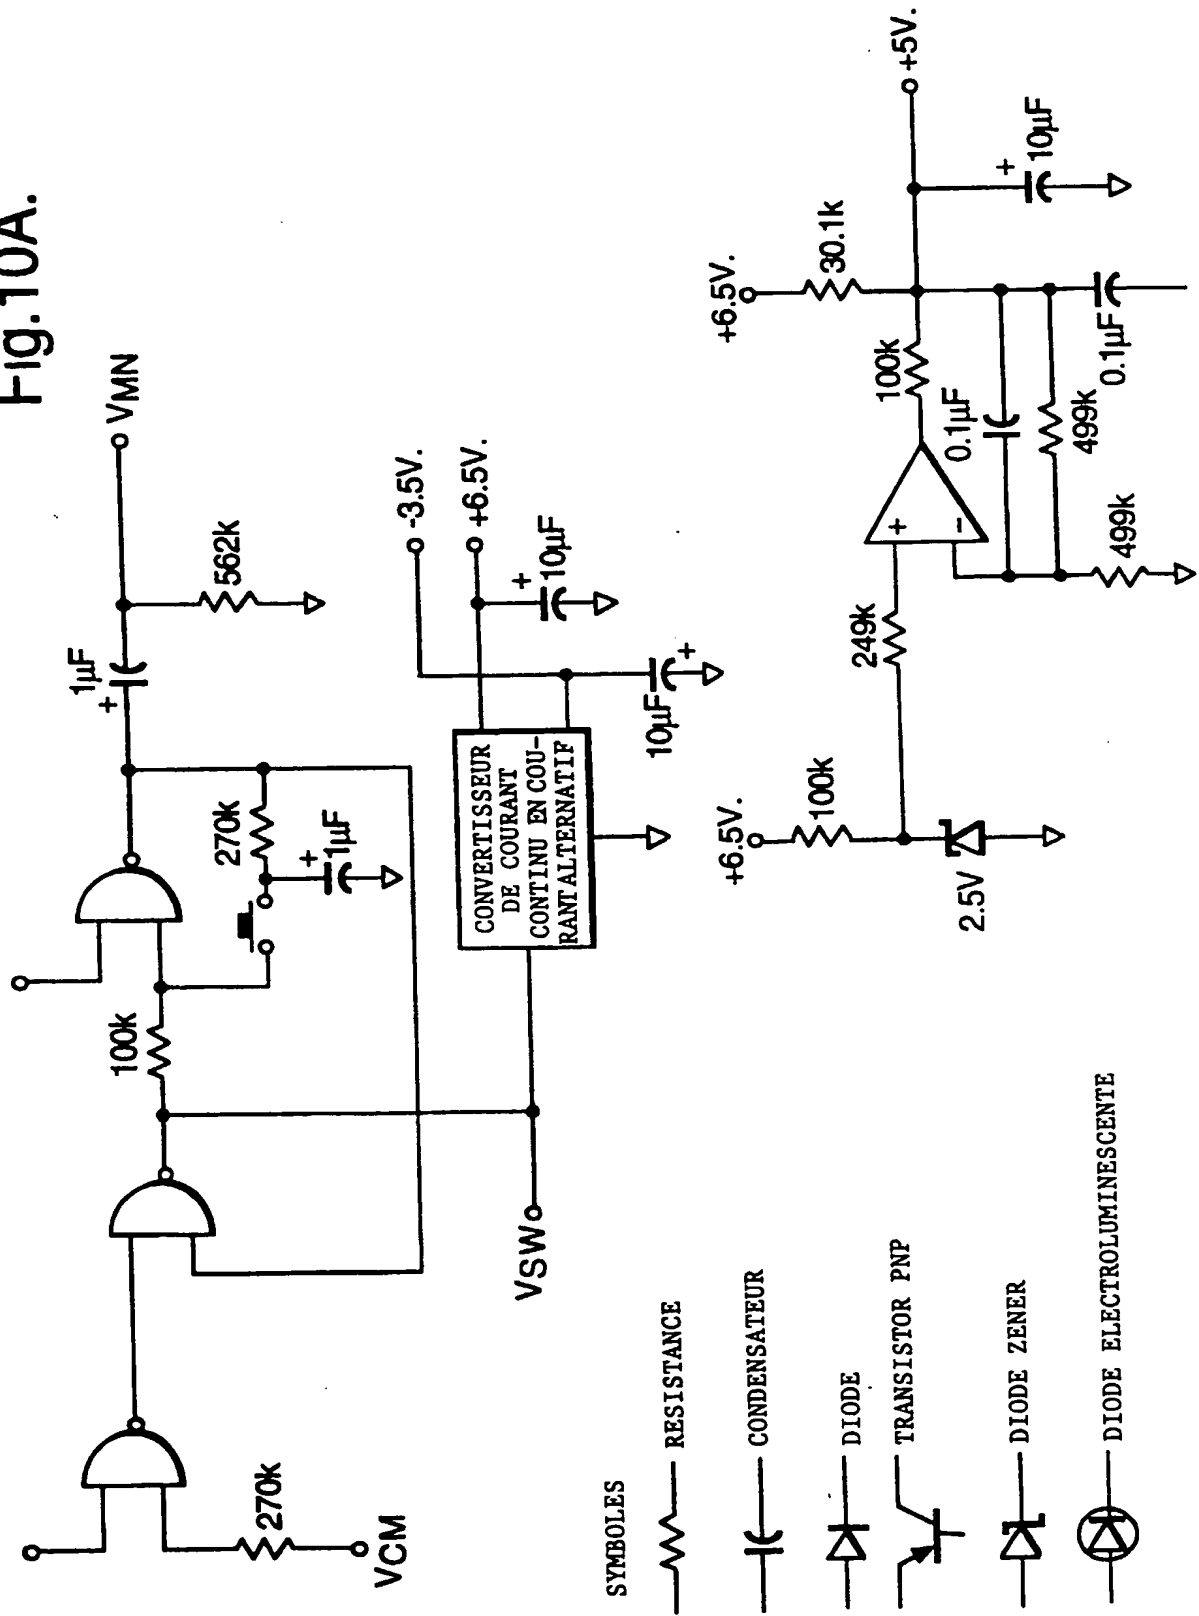 Fig.10A.
VCM
270k
100k
270k
1µF
+
1µF
+
VMN
562k
VSW
CONVERTISSEUR
DE COURANT
CONTINU EN COU-
RANTALTERNATIF
-3.5V.
+6.5V.
+
10µF
10µF
+
SYMBOLES
RESISTANCE
CONDENSATEUR
DIODE
TRANSISTOR PNP
DIODE ZENER
DIODE ELECTROLUMINESCENTE
+6.5V.
100k
2.5V
249k
+
-
100k
0.1µF
499k
499k
+6.5V.
30.1k
0.1µF
+
10µF
+5V.